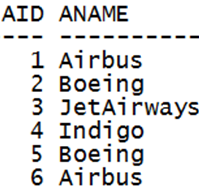 AID ANAME
--- ----------
1 Airbus
2 Boeing
3 JetAirways
4 Indigo
5 Boeing
6 Airbus